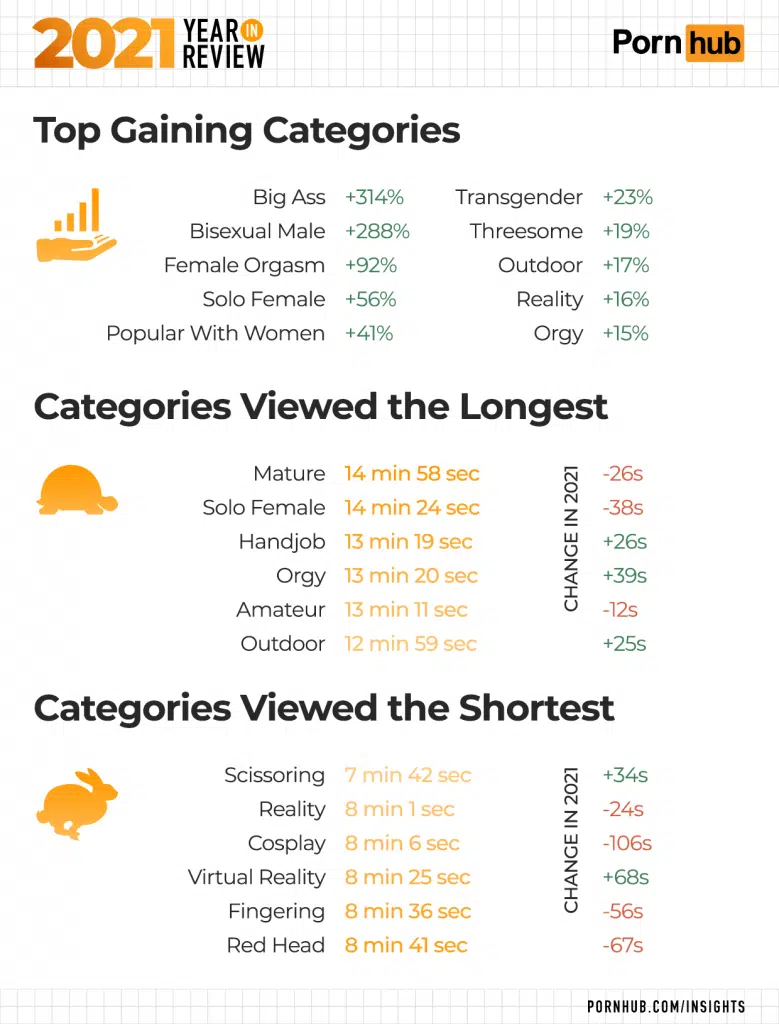 2021 YEAR IN REVIEW
Porn hub
Top Gaining Categories
Big Ass +314% Transgender +23%
Bisexual Male +288% Threesome +19%
Female Orgasm +92% Outdoor +17%
Solo Female +56% Reality +16%
Popular With Women +41% Orgy +15%
Categories Viewed the Longest
CHANGE IN 2021
Mature 14 min 58 sec -26s
Solo Female 14 min 24 sec -38s
Handjob 13 min 19 sec +26s
Orgy 13 min 20 sec +39s
Amateur 13 min 11 sec -12s
Outdoor 12 min 59 sec +25s
Categories Viewed the Shortest
CHANGE IN 2021
Scissoring 7 min 42 sec +34s
Reality 8 min 1 sec -24s
Cosplay 8 min 6 sec -106s
Virtual Reality 8 min 25 sec +68s
Fingering 8 min 36 sec -56s
Red Head 8 min 41 sec -67s
PORNHUB.COM/INSIGHTS